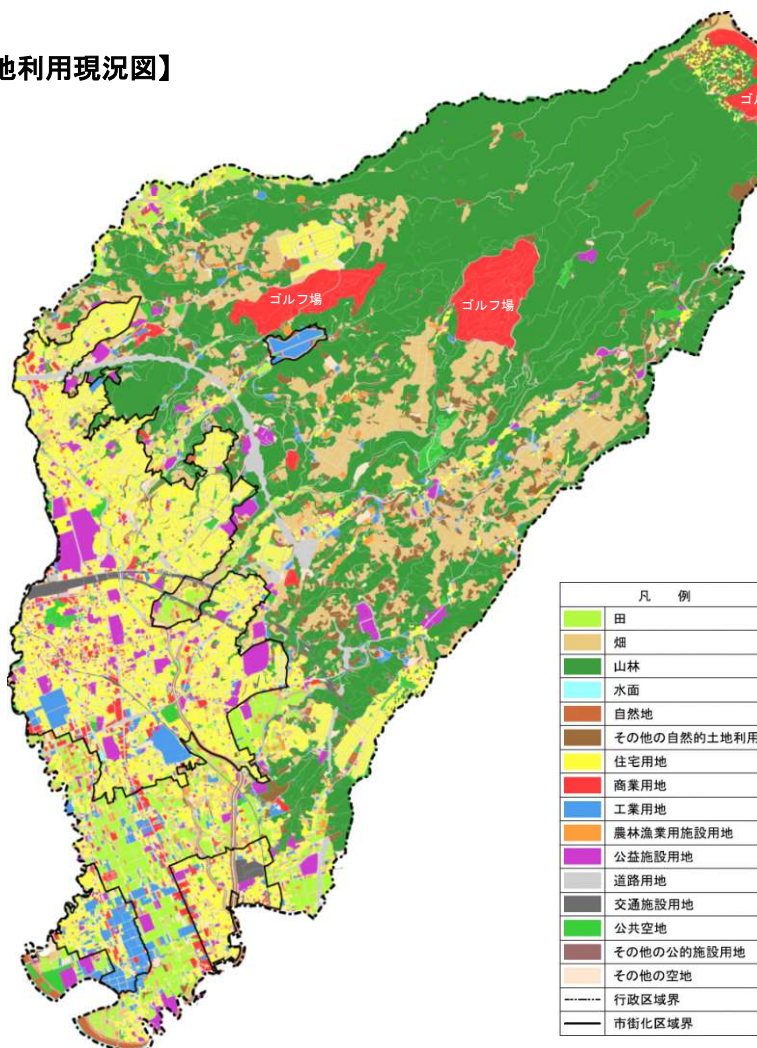 地利用現況図】
ゴル
ゴルフ場
ゴルフ場
凡 例
田
畑
山林
水面
自然地
その他の自然的土地利用
住宅用地
商業用地
工業用地
農林漁業用施設用地
公益施設用地
道路用地
交通施設用地
公共空地
その他の公的施設用地
その他の空地
行政区域界
市街化区域界